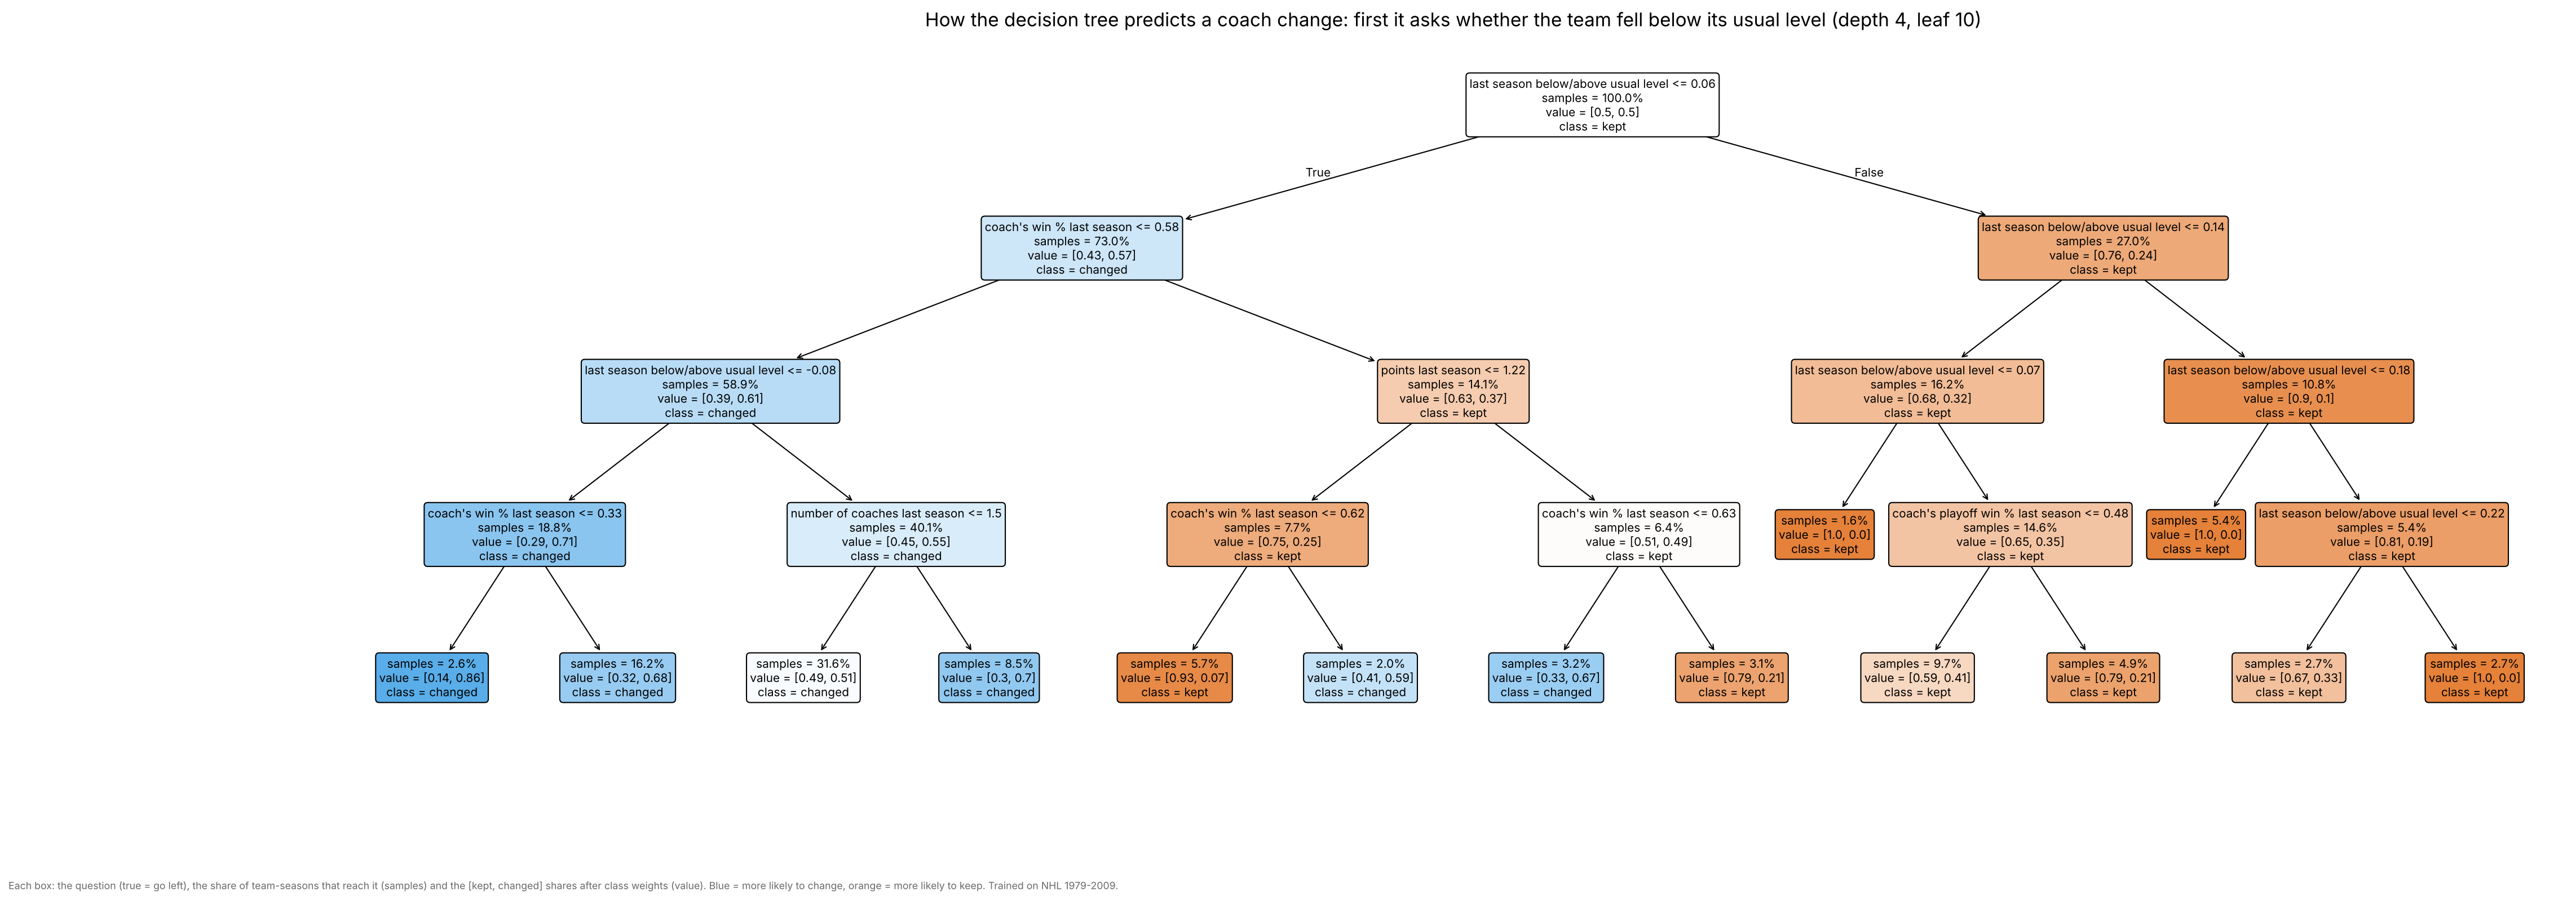 How the decision tree predicts a coach change: first it asks whether the team fell below its usual level (depth 4, leaf 10)
last season below/above usual level <= 0.06
samples = 100.0%
value = [0.5, 0.5]
class = kept
True
False
coach's win % last season <= 0.58
samples = 73.0%
value = [0.43, 0.57]
class = changed
last season below/above usual level <= 0.14
samples = 27.0%
value = [0.76, 0.24]
class = kept
last season below/above usual level <= -0.08
samples = 58.9%
value = [0.39, 0.61]
class = changed
points last season <= 1.22
samples = 14.1%
value = [0.63, 0.37]
class = kept
last season below/above usual level <= 0.07
samples = 16.2%
value = [0.68, 0.32]
class = kept
last season below/above usual level <= 0.18
samples = 10.8%
value = [0.9, 0.1]
class = kept
coach's win % last season <= 0.33
samples = 18.8%
value = [0.29, 0.71]
class = changed
number of coaches last season <= 1.5
samples = 40.1%
value = [0.45, 0.55]
class = changed
coach's win % last season <= 0.62
samples = 7.7%
value = [0.75, 0.25]
class = kept
coach's win % last season <= 0.63
samples = 6.4%
value = [0.51, 0.49]
class = kept
samples = 1.6%
value = [1.0, 0.0]
class = kept
coach's playoff win % last season <= 0.48
samples = 14.6%
value = [0.65, 0.35]
class = kept
samples = 5.4%
value = [1.0, 0.0]
class = kept
last season below/above usual level <= 0.22
samples = 5.4%
value = [0.81, 0.19]
class = kept
samples = 2.6%
value = [0.14, 0.86]
class = changed
samples = 16.2%
value = [0.32, 0.68]
class = changed
samples = 31.6%
value = [0.49, 0.51]
class = changed
samples = 8.5%
value = [0.3, 0.7]
class = changed
samples = 5.7%
value = [0.93, 0.07]
class = kept
samples = 2.0%
value = [0.41, 0.59]
class = changed
samples = 3.2%
value = [0.33, 0.67]
class = changed
samples = 3.1%
value = [0.79, 0.21]
class = kept
samples = 9.7%
value = [0.59, 0.41]
class = kept
samples = 4.9%
value = [0.79, 0.21]
class = kept
samples = 2.7%
value = [0.67, 0.33]
class = kept
samples = 2.7%
value = [1.0, 0.0]
class = kept
Each box: the question (true = go left), the share of team-seasons that reach it (samples) and the [kept, changed] shares after class weights (value). Blue = more likely to change, orange = more likely to keep. Trained on NHL 1979-2009.